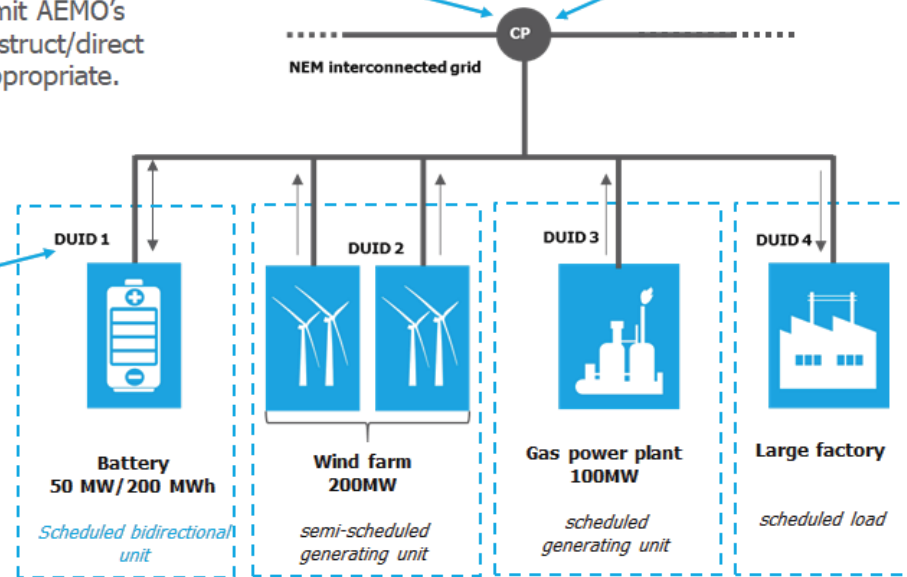 mit AEMO's
struct/direct
propriate.
CP
NEM interconnected grid
DUID 1
DUID 2
DUID 3
DUID 4
Battery
50 MW/200 MWh
Scheduled bidirectional
unit
Wind farm
200MW
semi-scheduled
generating unit
Gas power plant
100MW
scheduled
generating unit
Large factory
scheduled load